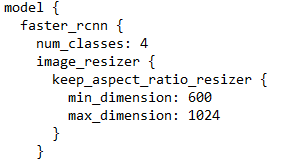 model {
  faster_rcnn {
    num_classes: 4
    image_resizer {
      keep_aspect_ratio_resizer {
        min_dimension: 600
        max_dimension: 1024
      }
    }